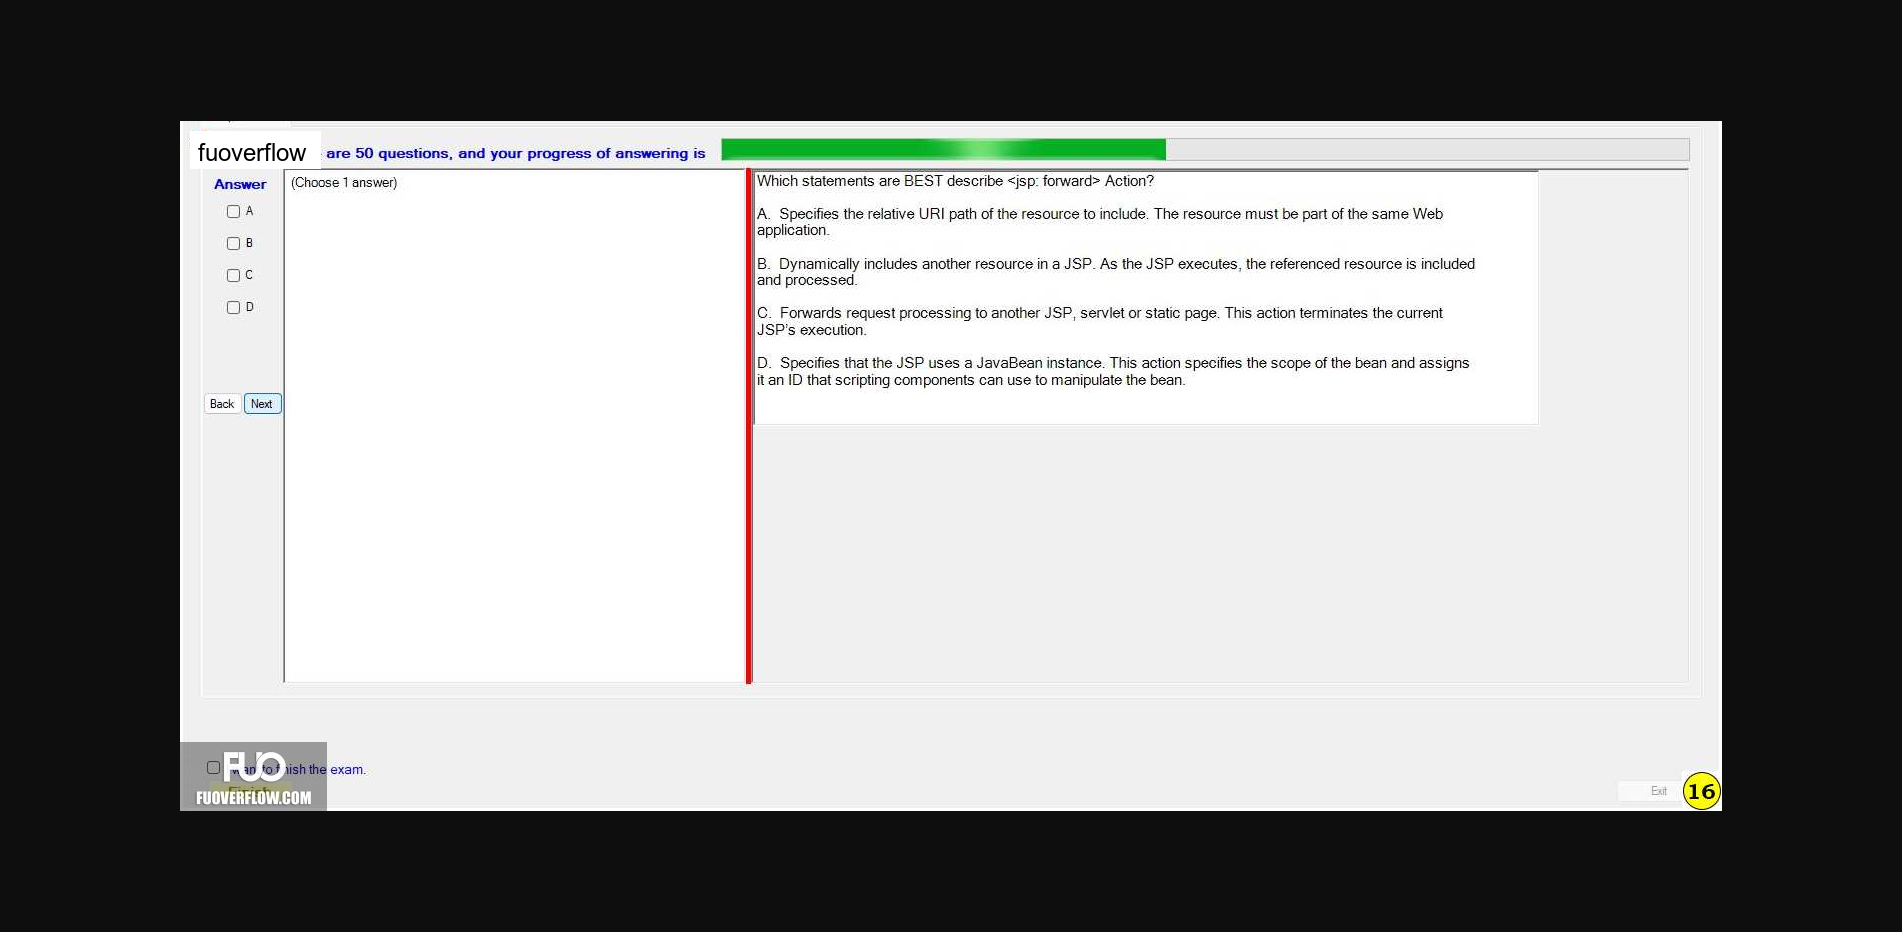 fuoverflow are 50 questions, and your progress of answering is
Answer
A
B
C
D
Back Next
(Choose 1 answer)
Which statements are BEST describe <jsp: forward> Action?
A. Specifies the relative URI path of the resource to include. The resource must be part of the same Web
application.
B. Dynamically includes another resource in a JSP. As the JSP executes, the referenced resource is included
and processed.
C. Forwards request processing to another JSP, servlet or static page. This action terminates the current
JSP's execution.
D. Specifies that the JSP uses a JavaBean instance. This action specifies the scope of the bean and assigns
it an ID that scripting components can use to manipulate the bean.
FUO
want to finish the exam.
Finish
FUOVERFLOW.COM
Exit
16